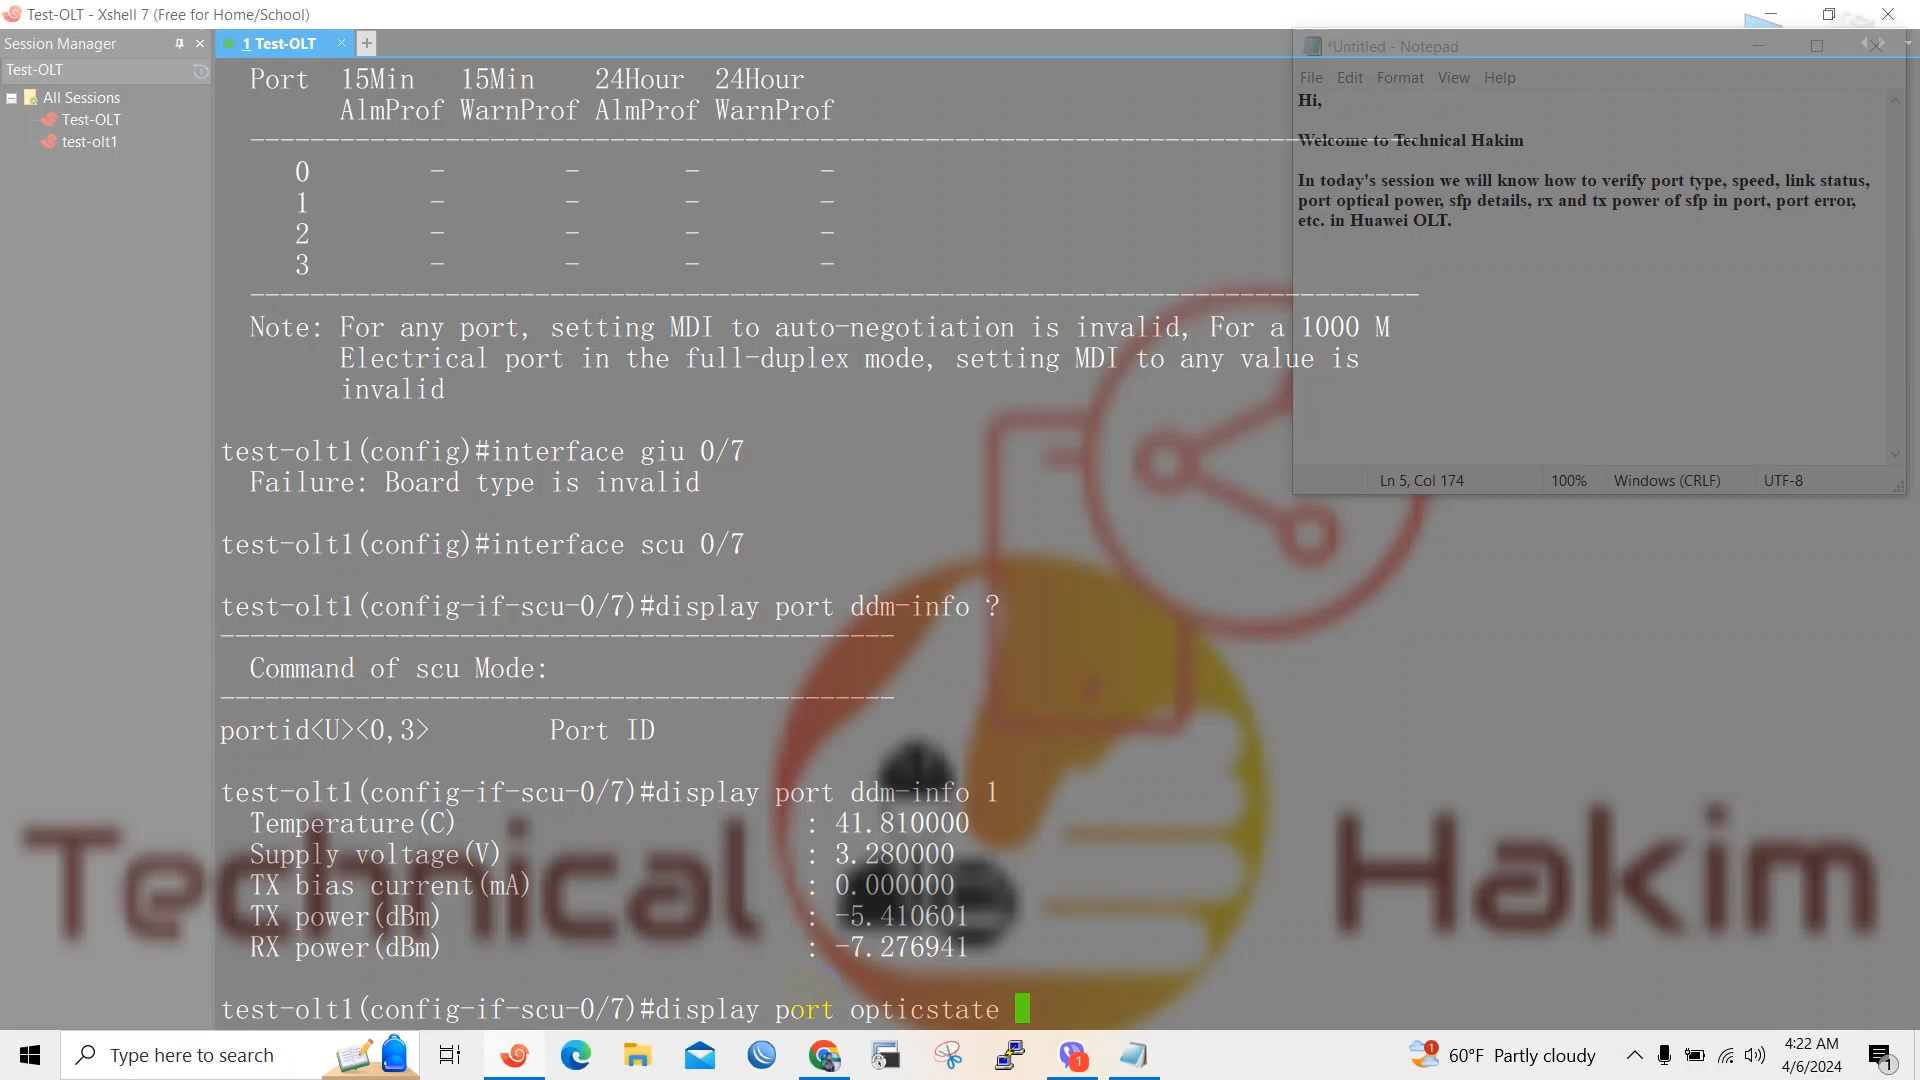 Test-OLT - Xshell 7 (Free for Home/School)
Session Manager
1 Test-OLT
Test-OLT
All Sessions
Test-OLT
test-olt1
Port 15Min 15Min 24Hour 24Hour
AlmProf WarnProf AlmProf WarnProf
--------------------------------------------------------------------------------
0 - - - -
1 - - - -
2 - - - -
3 - - - -
------------------------------------------------------------------------------
Note: For any port, setting MDI to auto-negotiation is invalid, For a 1000 M
Electrical port in the full-duplex mode, setting MDI to any value is
invalid
test-olt1(config)#interface giu 0/7
Failure: Board type is invalid
test-olt1(config)#interface scu 0/7
test-olt1(config-if-scu-0/7)#display port ddm-info ?
---------------------------------------------
Command of scu Mode:
---------------------------------------------
portid<U><0,3> Port ID
test-olt1(config-if-scu-0/7)#display port ddm-info 1
Temperature(C) : 41.810000
Supply voltage(V) : 3.280000
TX bias current(mA) : 0.000000
TX power(dBm) : -5.410601
RX power(dBm) : -7.276941
test-olt1(config-if-scu-0/7)#display port opticstate
*Untitled - Notepad
File Edit Format View Help
Hi,
Welcome to Technical Hakim
In today's session we will know how to verify port type, speed, link status,
port optical power, sfp details, rx and tx power of sfp in port, port error,
etc. in Huawei OLT.
Ln 5, Col 174 100% Windows (CRLF) UTF-8
Technical Hakim
Type here to search
1
1
60°F Partly cloudy
4:22 AM
4/6/2024
1